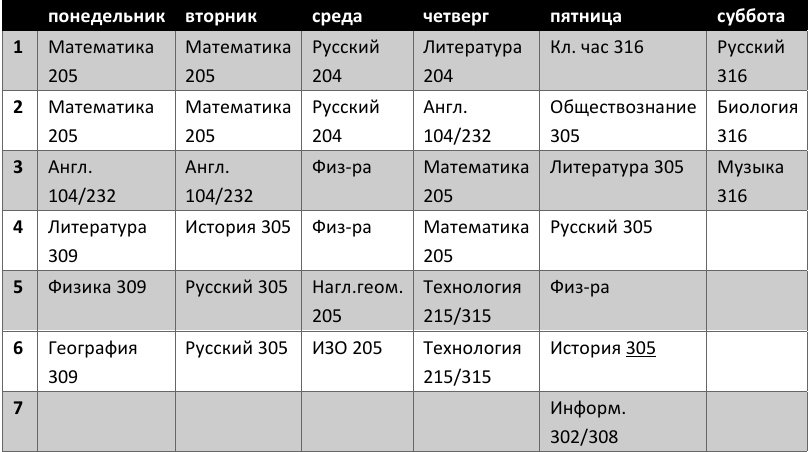 понедельник вторник среда четверг пятница суббота
1 Математика Математика Русский Литература Кл. час 316 Русский
205 205 204 204 316
2 Математика Математика Русский Англ. Обществознание Биология
205 205 204 104/232 305 316
3 Англ. Англ. Физ-ра Математика Литература 305 Музыка
104/232 104/232 205 316
4 Литература История 305 Физ-ра Математика Русский 305
309 205
5 Физика 309 Русский 305 Нагл.геом. Технология Физ-ра
205 215/315
6 География Русский 305 ИЗО 205 Технология История 305
309 215/315
7 Информ.
302/308